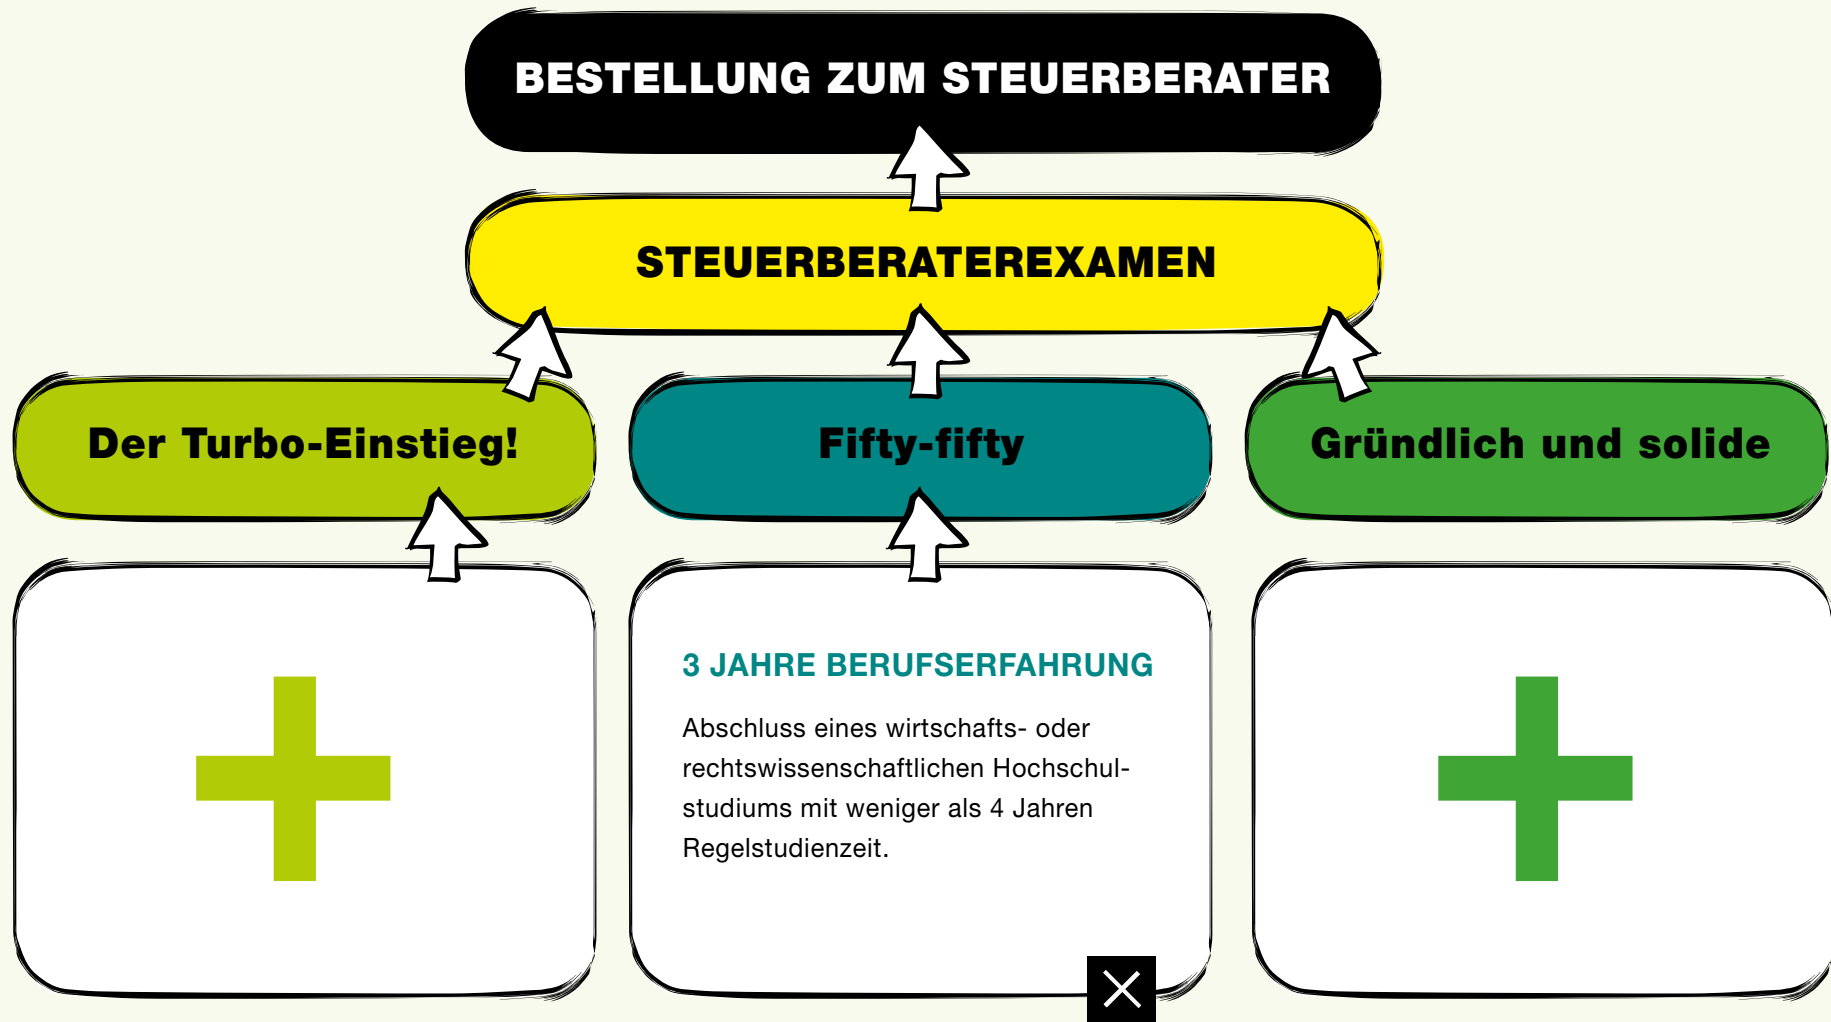 BESTELLUNG ZUM STEUERBERATER
STEUERBERATEREXAMEN
Der Turbo-Einstieg!
Fifty-fifty
Gründlich und solide
3 JAHRE BERUFSERFAHRUNG
Abschluss eines wirtschafts- oder
rechtswissenschaftlichen Hochschul-
studiums mit weniger als 4 Jahren
Regelstudienzeit.